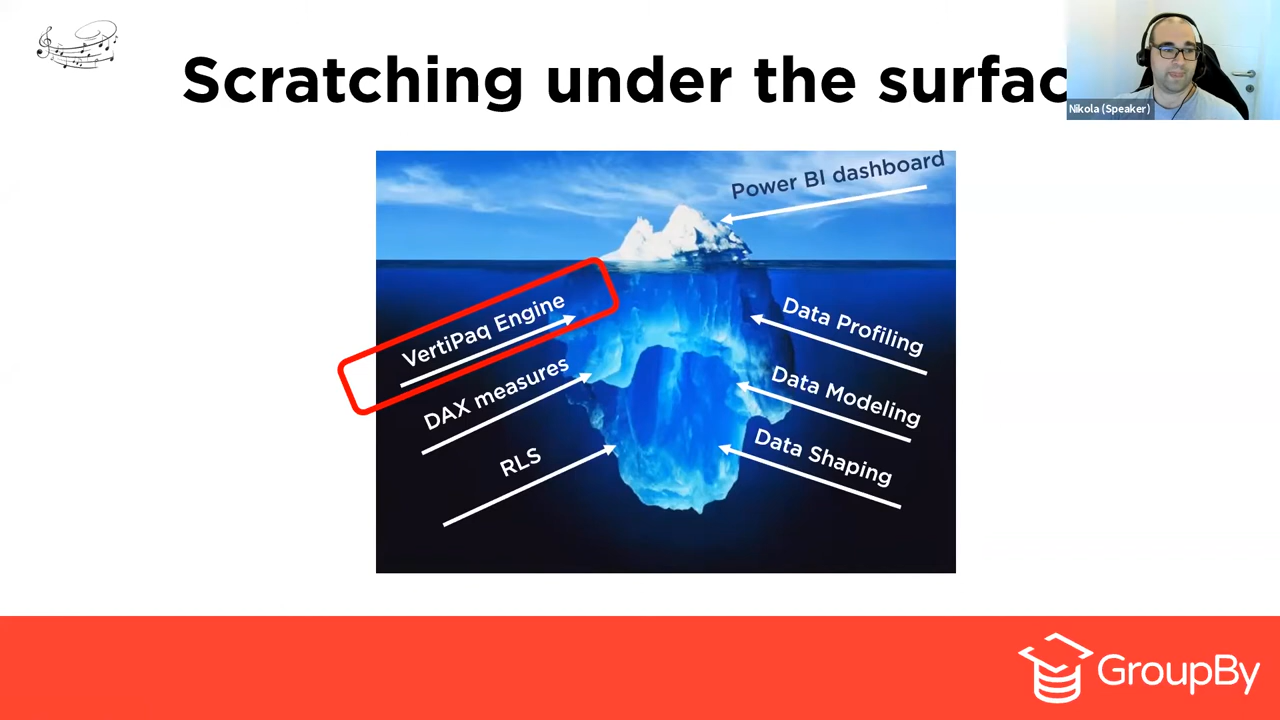 Scratching under the surfac
Nikola (Speaker)
Power BI dashboard
VertiPaq Engine
DAX measures
RLS
Data Profiling
Data Modeling
Data Shaping
GroupBy